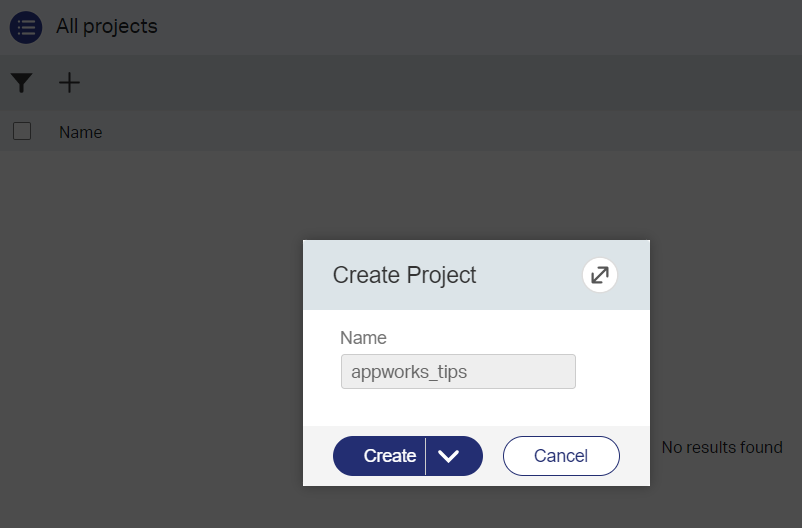 All projects
Name
Create Project
Name
appworks_tips
No results found
Create
Cancel